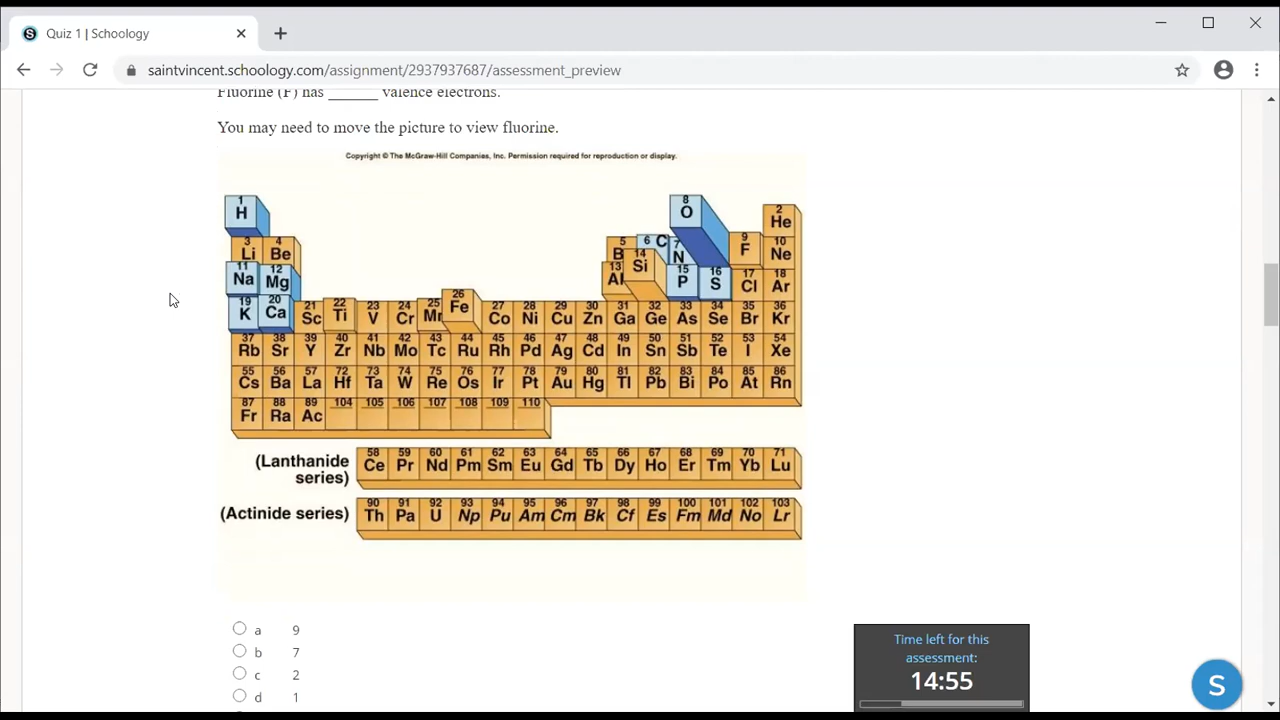 Quiz 1 | Schoology
saintvincent.schoology.com/assignment/2937937687/assessment_preview
Fluorine (F) has ______ valence electrons.
You may need to move the picture to view fluorine.
Copyright © The McGraw-Hill Companies, Inc. Permission required for reproduction or display.
1 8 2
H O He
3 4 5 6 7 9 10
Li Be B C N F Ne
11 12 13 14 15 16 17 18
Na Mg Al Si P S Cl Ar
19 20 21 22 23 24 25 26 27 28 29 30 31 32 33 34 35 36
K Ca Sc Ti V Cr Mn Fe Co Ni Cu Zn Ga Ge As Se Br Kr
37 38 39 40 41 42 43 44 45 46 47 48 49 50 51 52 53 54
Rb Sr Y Zr Nb Mo Tc Ru Rh Pd Ag Cd In Sn Sb Te I Xe
55 56 57 72 73 74 75 76 77 78 79 80 81 82 83 84 85 86
Cs Ba La Hf Ta W Re Os Ir Pt Au Hg Tl Pb Bi Po At Rn
87 88 89 104 105 106 107 108 109 110
Fr Ra Ac
58 59 60 61 62 63 64 65 66 67 68 69 70 71
(Lanthanide series) Ce Pr Nd Pm Sm Eu Gd Tb Dy Ho Er Tm Yb Lu
90 91 92 93 94 95 96 97 98 99 100 101 102 103
(Actinide series) Th Pa U Np Pu Am Cm Bk Cf Es Fm Md No Lr
a 9
b 7
c 2
d 1
Time left for this
assessment:
14:55
S